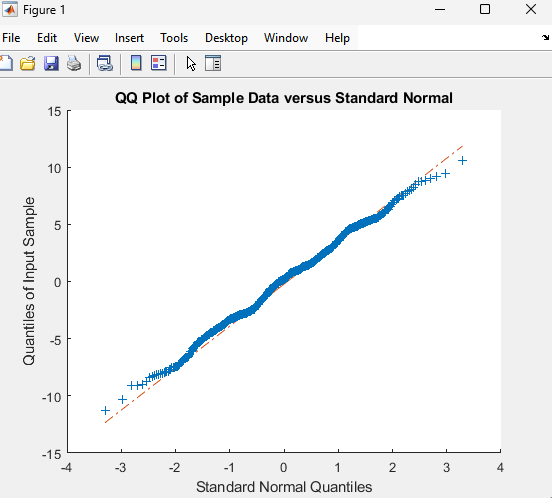 Figure 1
File Edit View Insert Tools Desktop Window Help
QQ Plot of Sample Data versus Standard Normal
15
10
5
0
-5
-10
-15
Quantiles of Input Sample
-4 -3 -2 -1 0 1 2 3 4
Standard Normal Quantiles